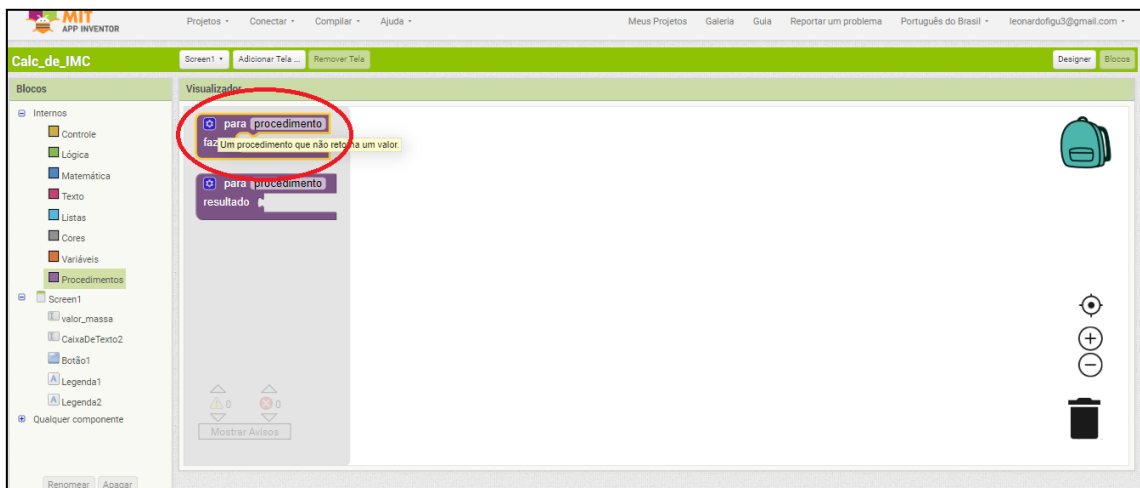 MIT
APP INVENTOR
Projetos
Conectar
Compilar
Ajuda
Meus Projetos
Galeria
Guia
Reportar um problema
Português do Brasil
leonardofigu3@gmail.com
Calc_de_IMC
Screen1
Adicionar Tela ...
Remover Tela
Designer
Blocos
Blocos
Visualizador
Internos
Controle
Lógica
Matemática
Texto
Listas
Cores
Variáveis
Procedimentos
Screen1
valor_massa
CaixaDeTexto2
Botão1
Legenda1
Legenda2
Qualquer componente
Renomear
Apagar
para procedimento
faz
Um procedimento que não retorna um valor.
para procedimento
resultado
0
0
Mostrar Avisos